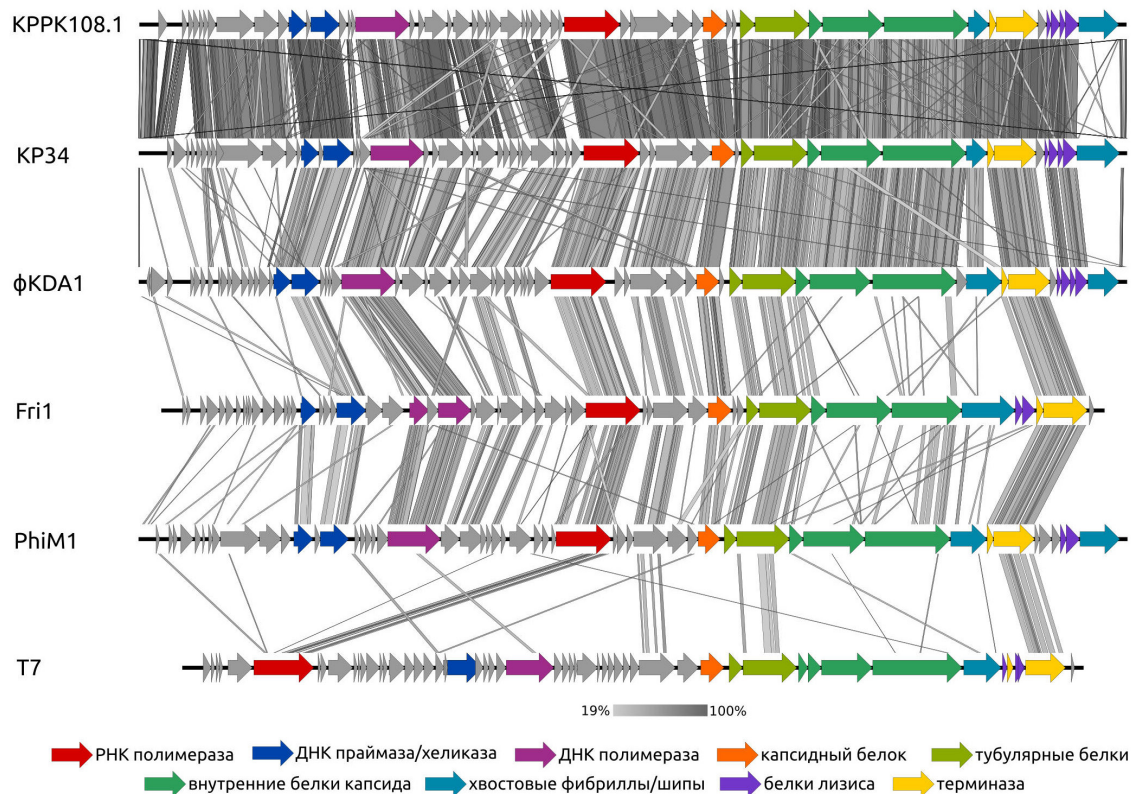 KPPK108.1
KP34
ϕKDA1
Fri1
PhiM1
T7
19% 100%
РНК полимераза ДНК праймаза/хеликаза ДНК полимераза капсидный белок тубулярные белки
внутренние белки капсида хвостовые фибриллы/шипы белки лизиса терминаза